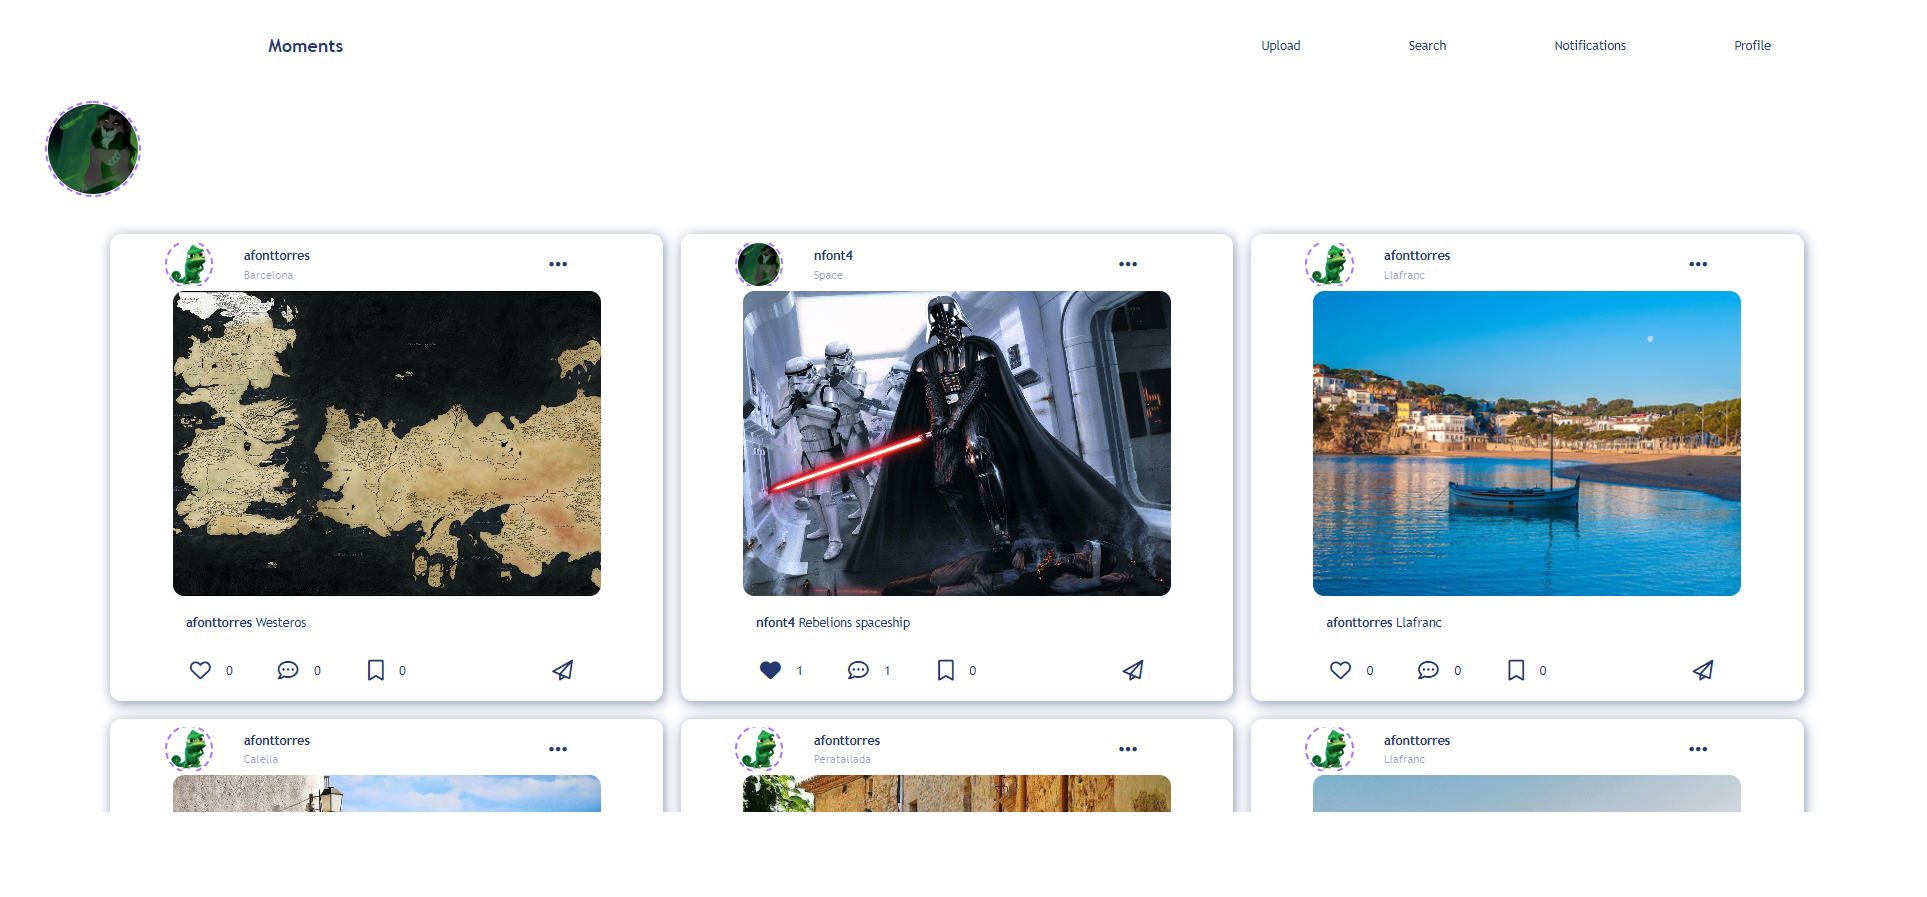 Moments
Upload
Search
Notifications
Profile
afonttorres
Barcelona
nfont4
Space
afonttorres
Llafranc
afonttorres Westeros
nfont4 Rebelions spaceship
afonttorres Llafranc
0 0 0
1 1 0
0 0 0
afonttorres
Calella
afonttorres
Peratallada
afonttorres
Llafranc